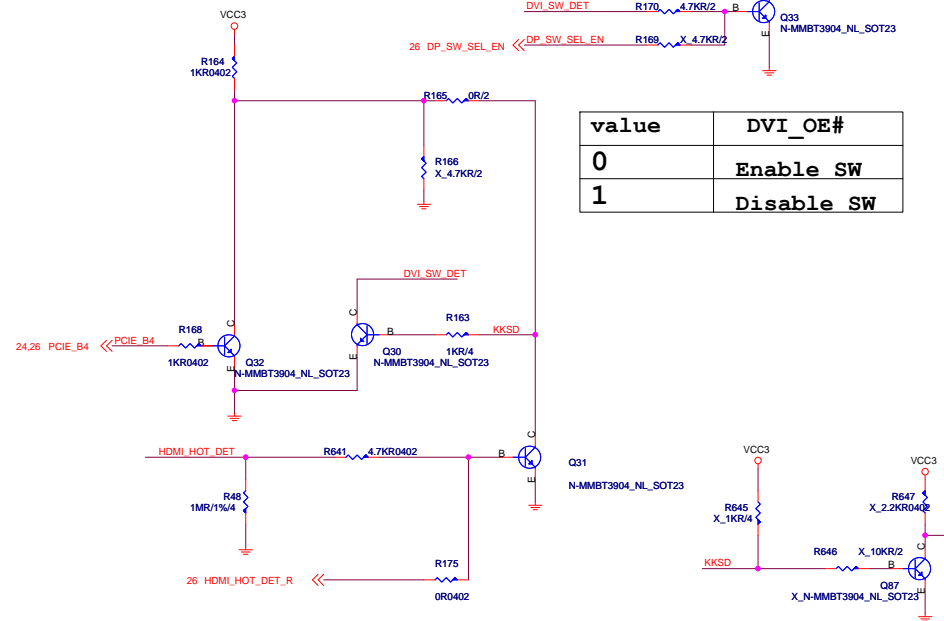 DVI_SW_DET R170 4.7KR/2 B Q33
N-MMBT3904_NL_SOT23
E
26 DP_SW_SEL_EN DP_SW_SEL_EN R169 X_4.7KR/2
VCC3
R164
1KR0402
R165 0R/2
R166
X_4.7KR/2
value DVI_OE#
0 Enable SW
1 Disable SW
DVI_SW_DET
24,26 PCIE_B4 PCIE_B4 R168 B C
1KR0402 E Q32
N-MMBT3904_NL_SOT23
C B R163 KKSD
E Q30 1KR/4
N-MMBT3904_NL_SOT23
HDMI_HOT_DET R641 4.7KR0402 B C Q31
E N-MMBT3904_NL_SOT23
R48
1MR/1%/4
26 HDMI_HOT_DET_R R175
0R0402
VCC3
R645
X_1KR/4
KKSD R646 X_10KR/2
VCC3
R647
X_2.2KR0402
C
B
E
Q87
X_N-MMBT3904_NL_SOT23